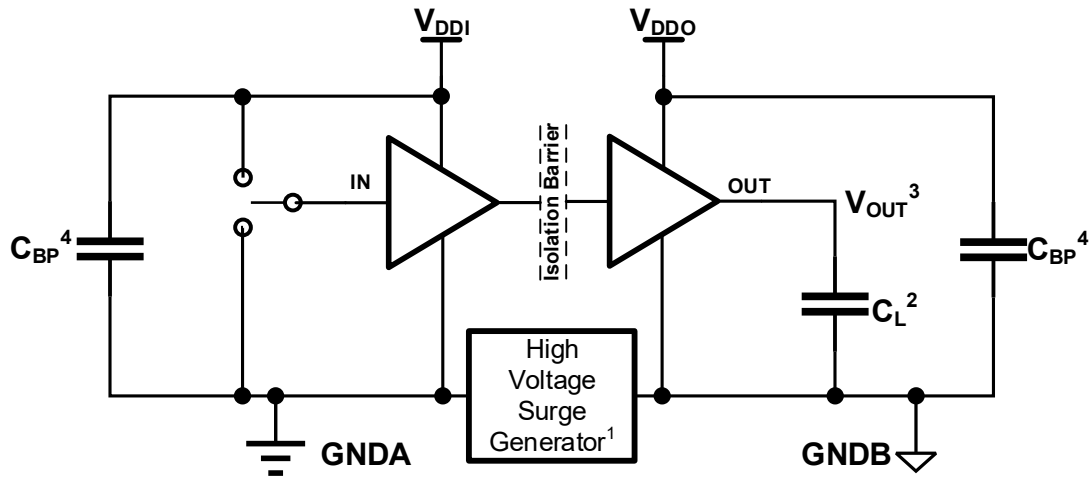 VDDI
VDDO
IN
Isolation Barrier
OUT
VOUT3
CBP4
CBP4
CL2
High
Voltage
Surge
Generator1
GNDA
GNDB